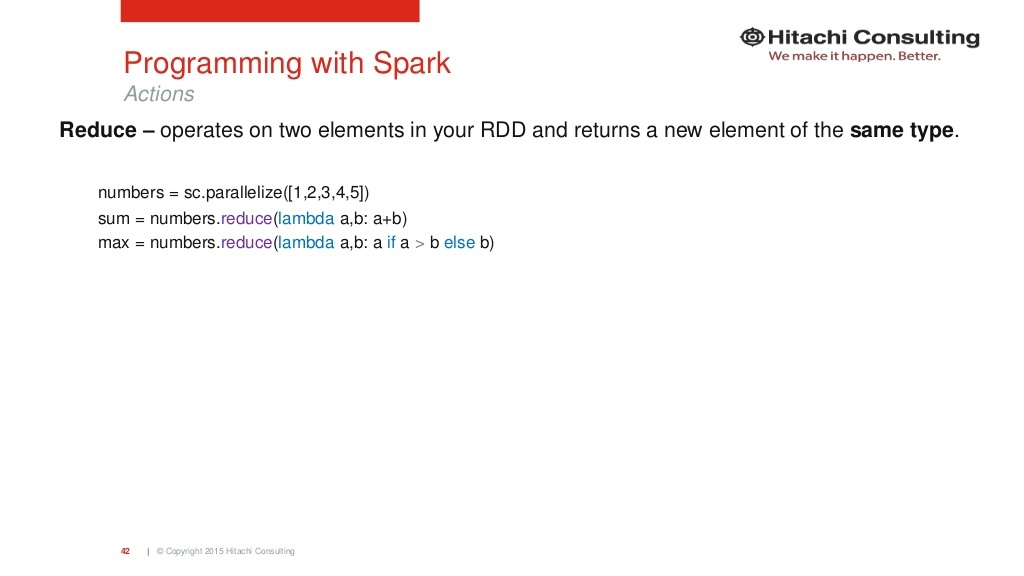 Hitachi Consulting
We make it happen. Better.
Programming with Spark
Actions
Reduce – operates on two elements in your RDD and returns a new element of the same type.
numbers = sc.parallelize([1,2,3,4,5])
sum = numbers.reduce(lambda a,b: a+b)
max = numbers.reduce(lambda a,b: a if a > b else b)
42 | © Copyright 2015 Hitachi Consulting